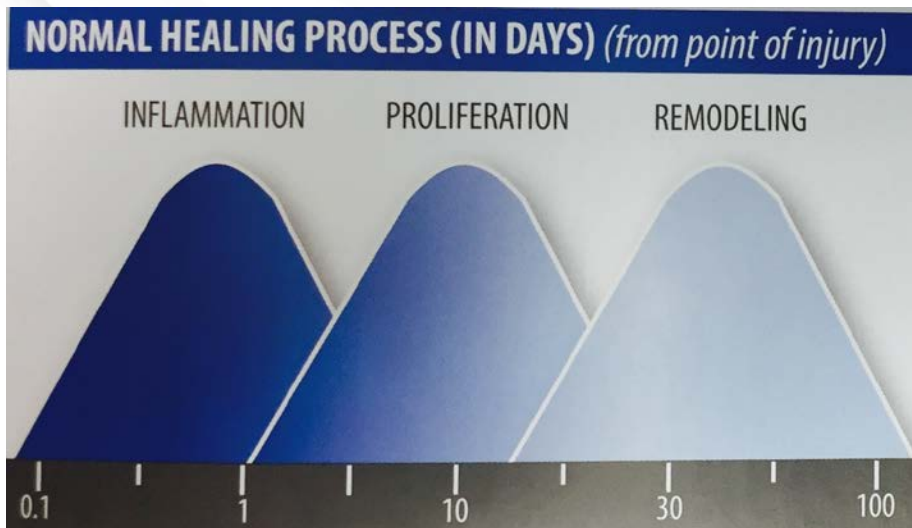 NORMAL HEALING PROCESS (IN DAYS) (from point of injury)
INFLAMMATION PROLIFERATION REMODELING
0.1 1 10 30 100